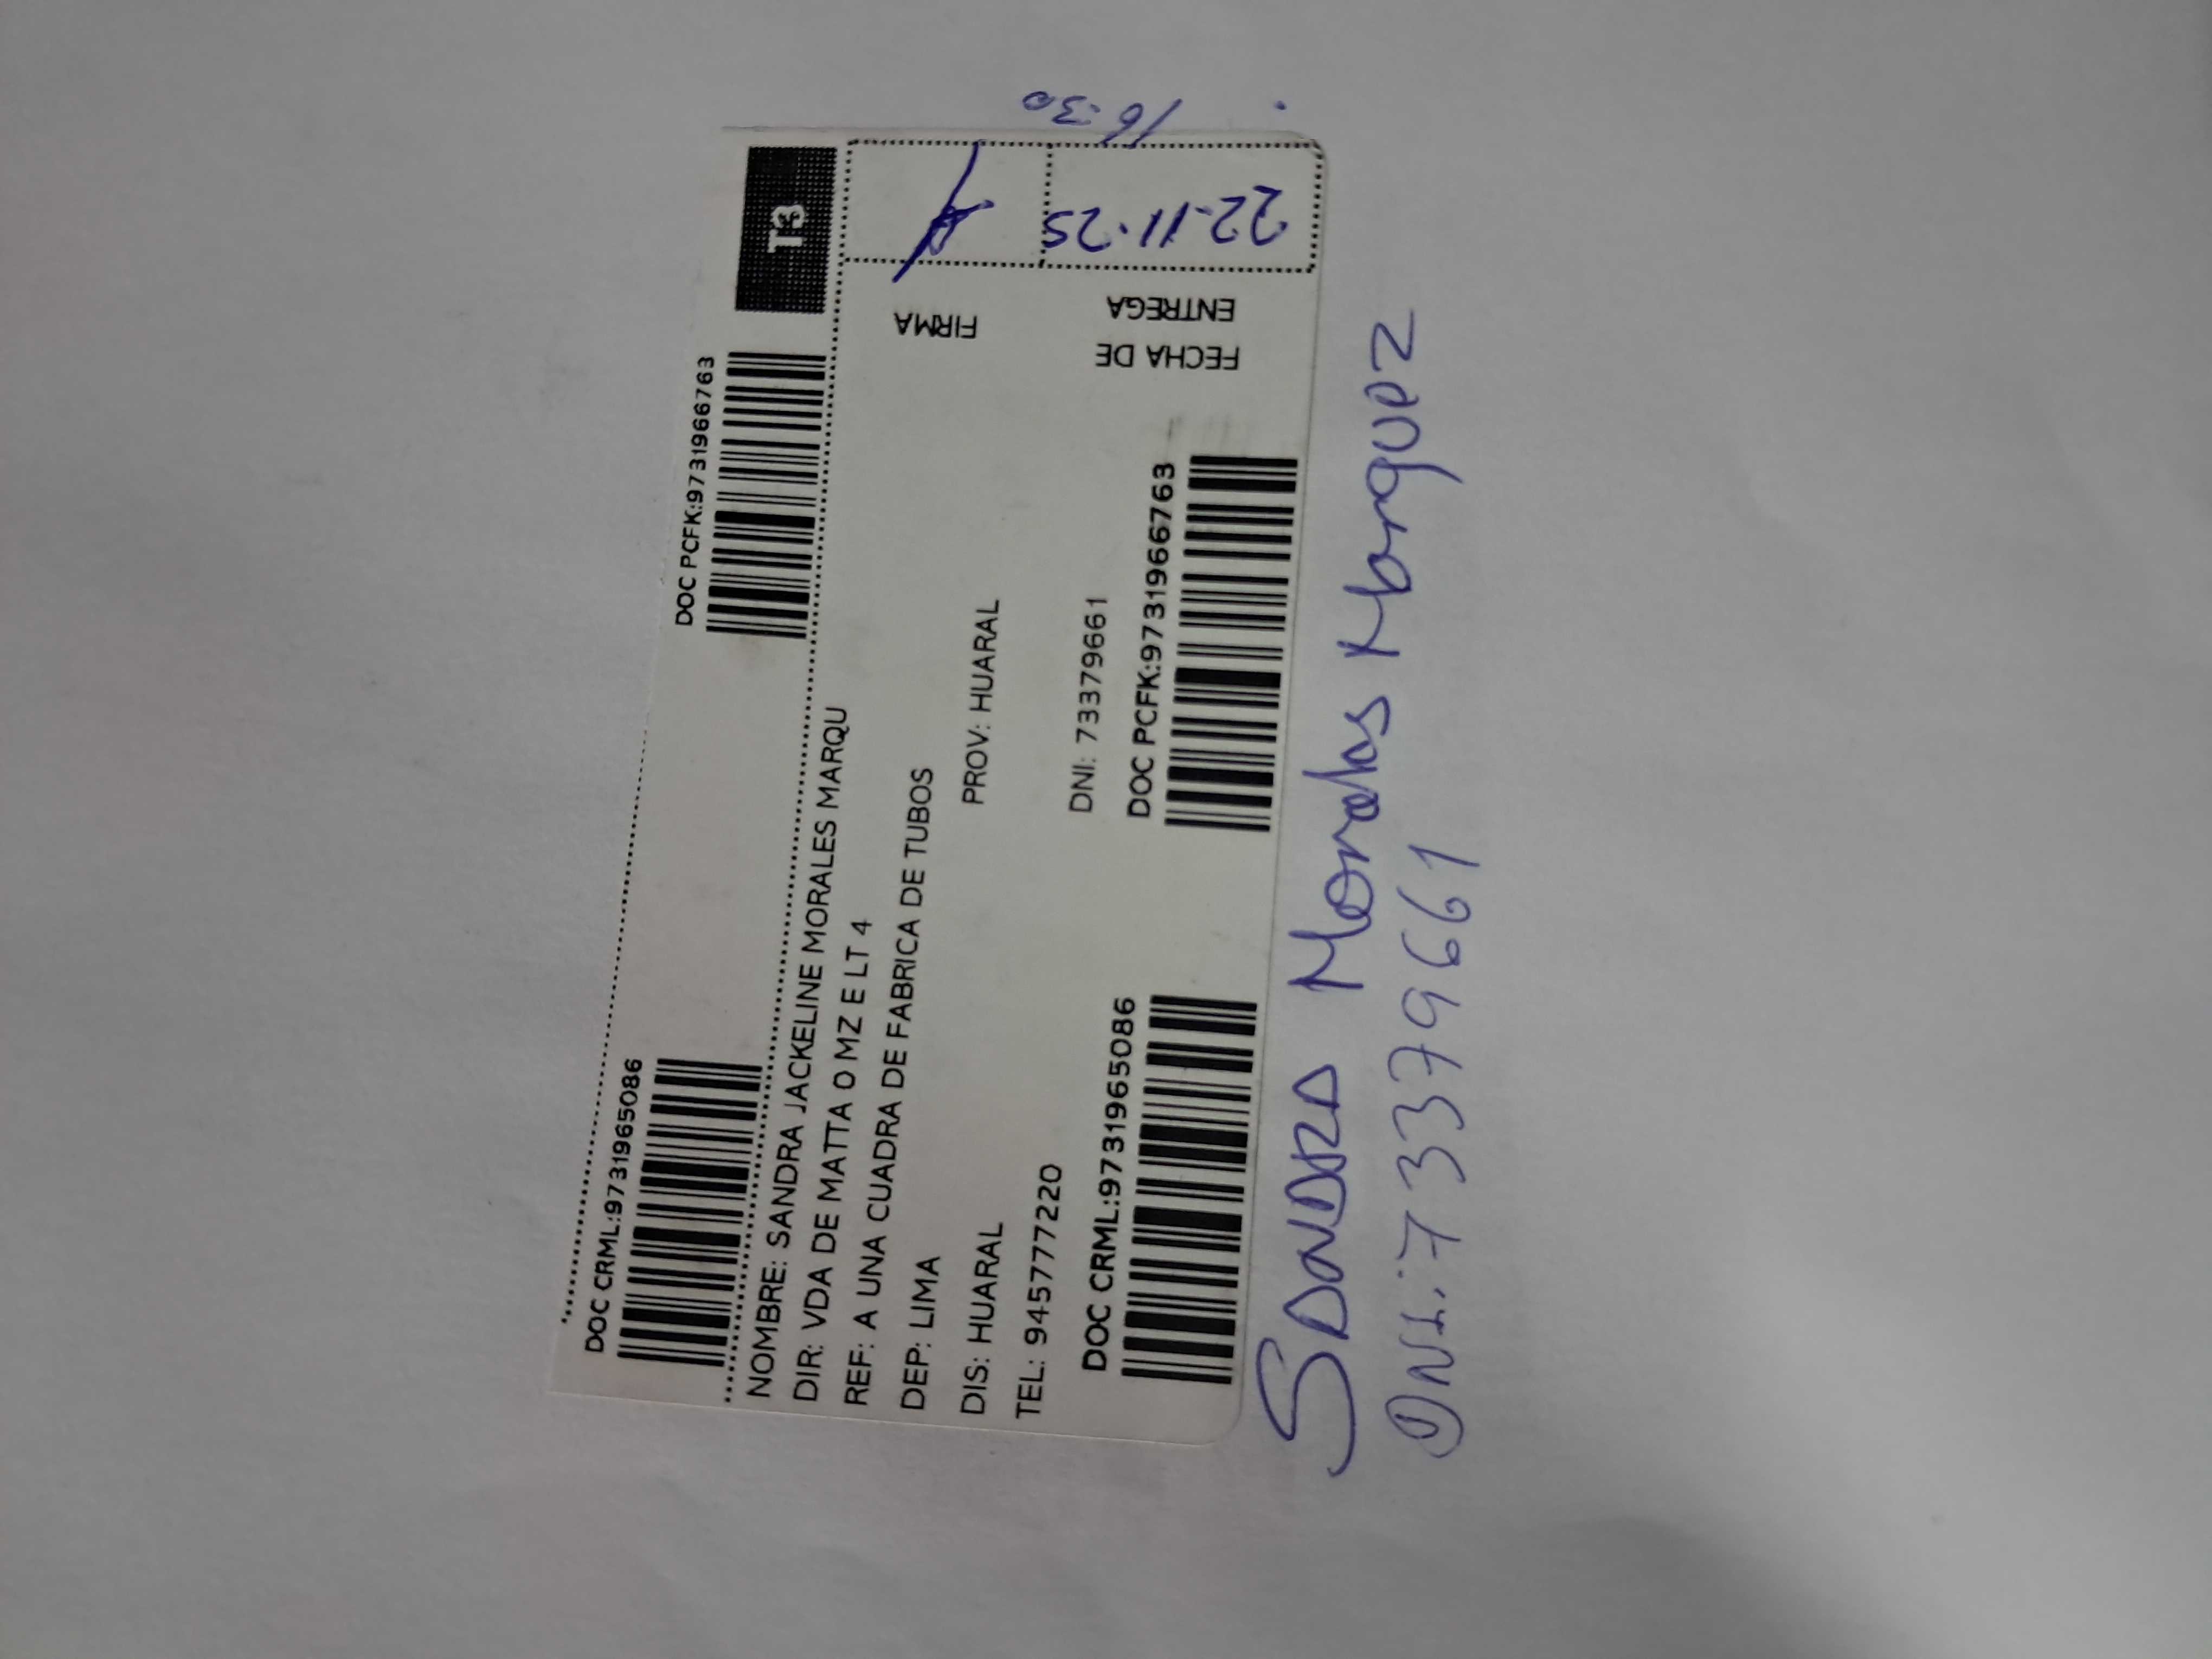 DOC CRML:9731965086
DOC PCFK:9731966763
T3
NOMBRE: SANDRA JACKELINE MORALES MARQU
DIR: VDA DE MATTA 0 MZ E LT 4
REF: A UNA CUADRA DE FABRICA DE TUBOS
DEP: LIMA
PROV: HUARAL
DIS: HUARAL
TEL: 945777220
DNI: 73379661
DOC CRML:9731965086
DOC PCFK:9731966763
FIRMA
FECHA DE
ENTREGA
22-11-25
16:30
Sandra Morales Marquez
DNI: 73379661